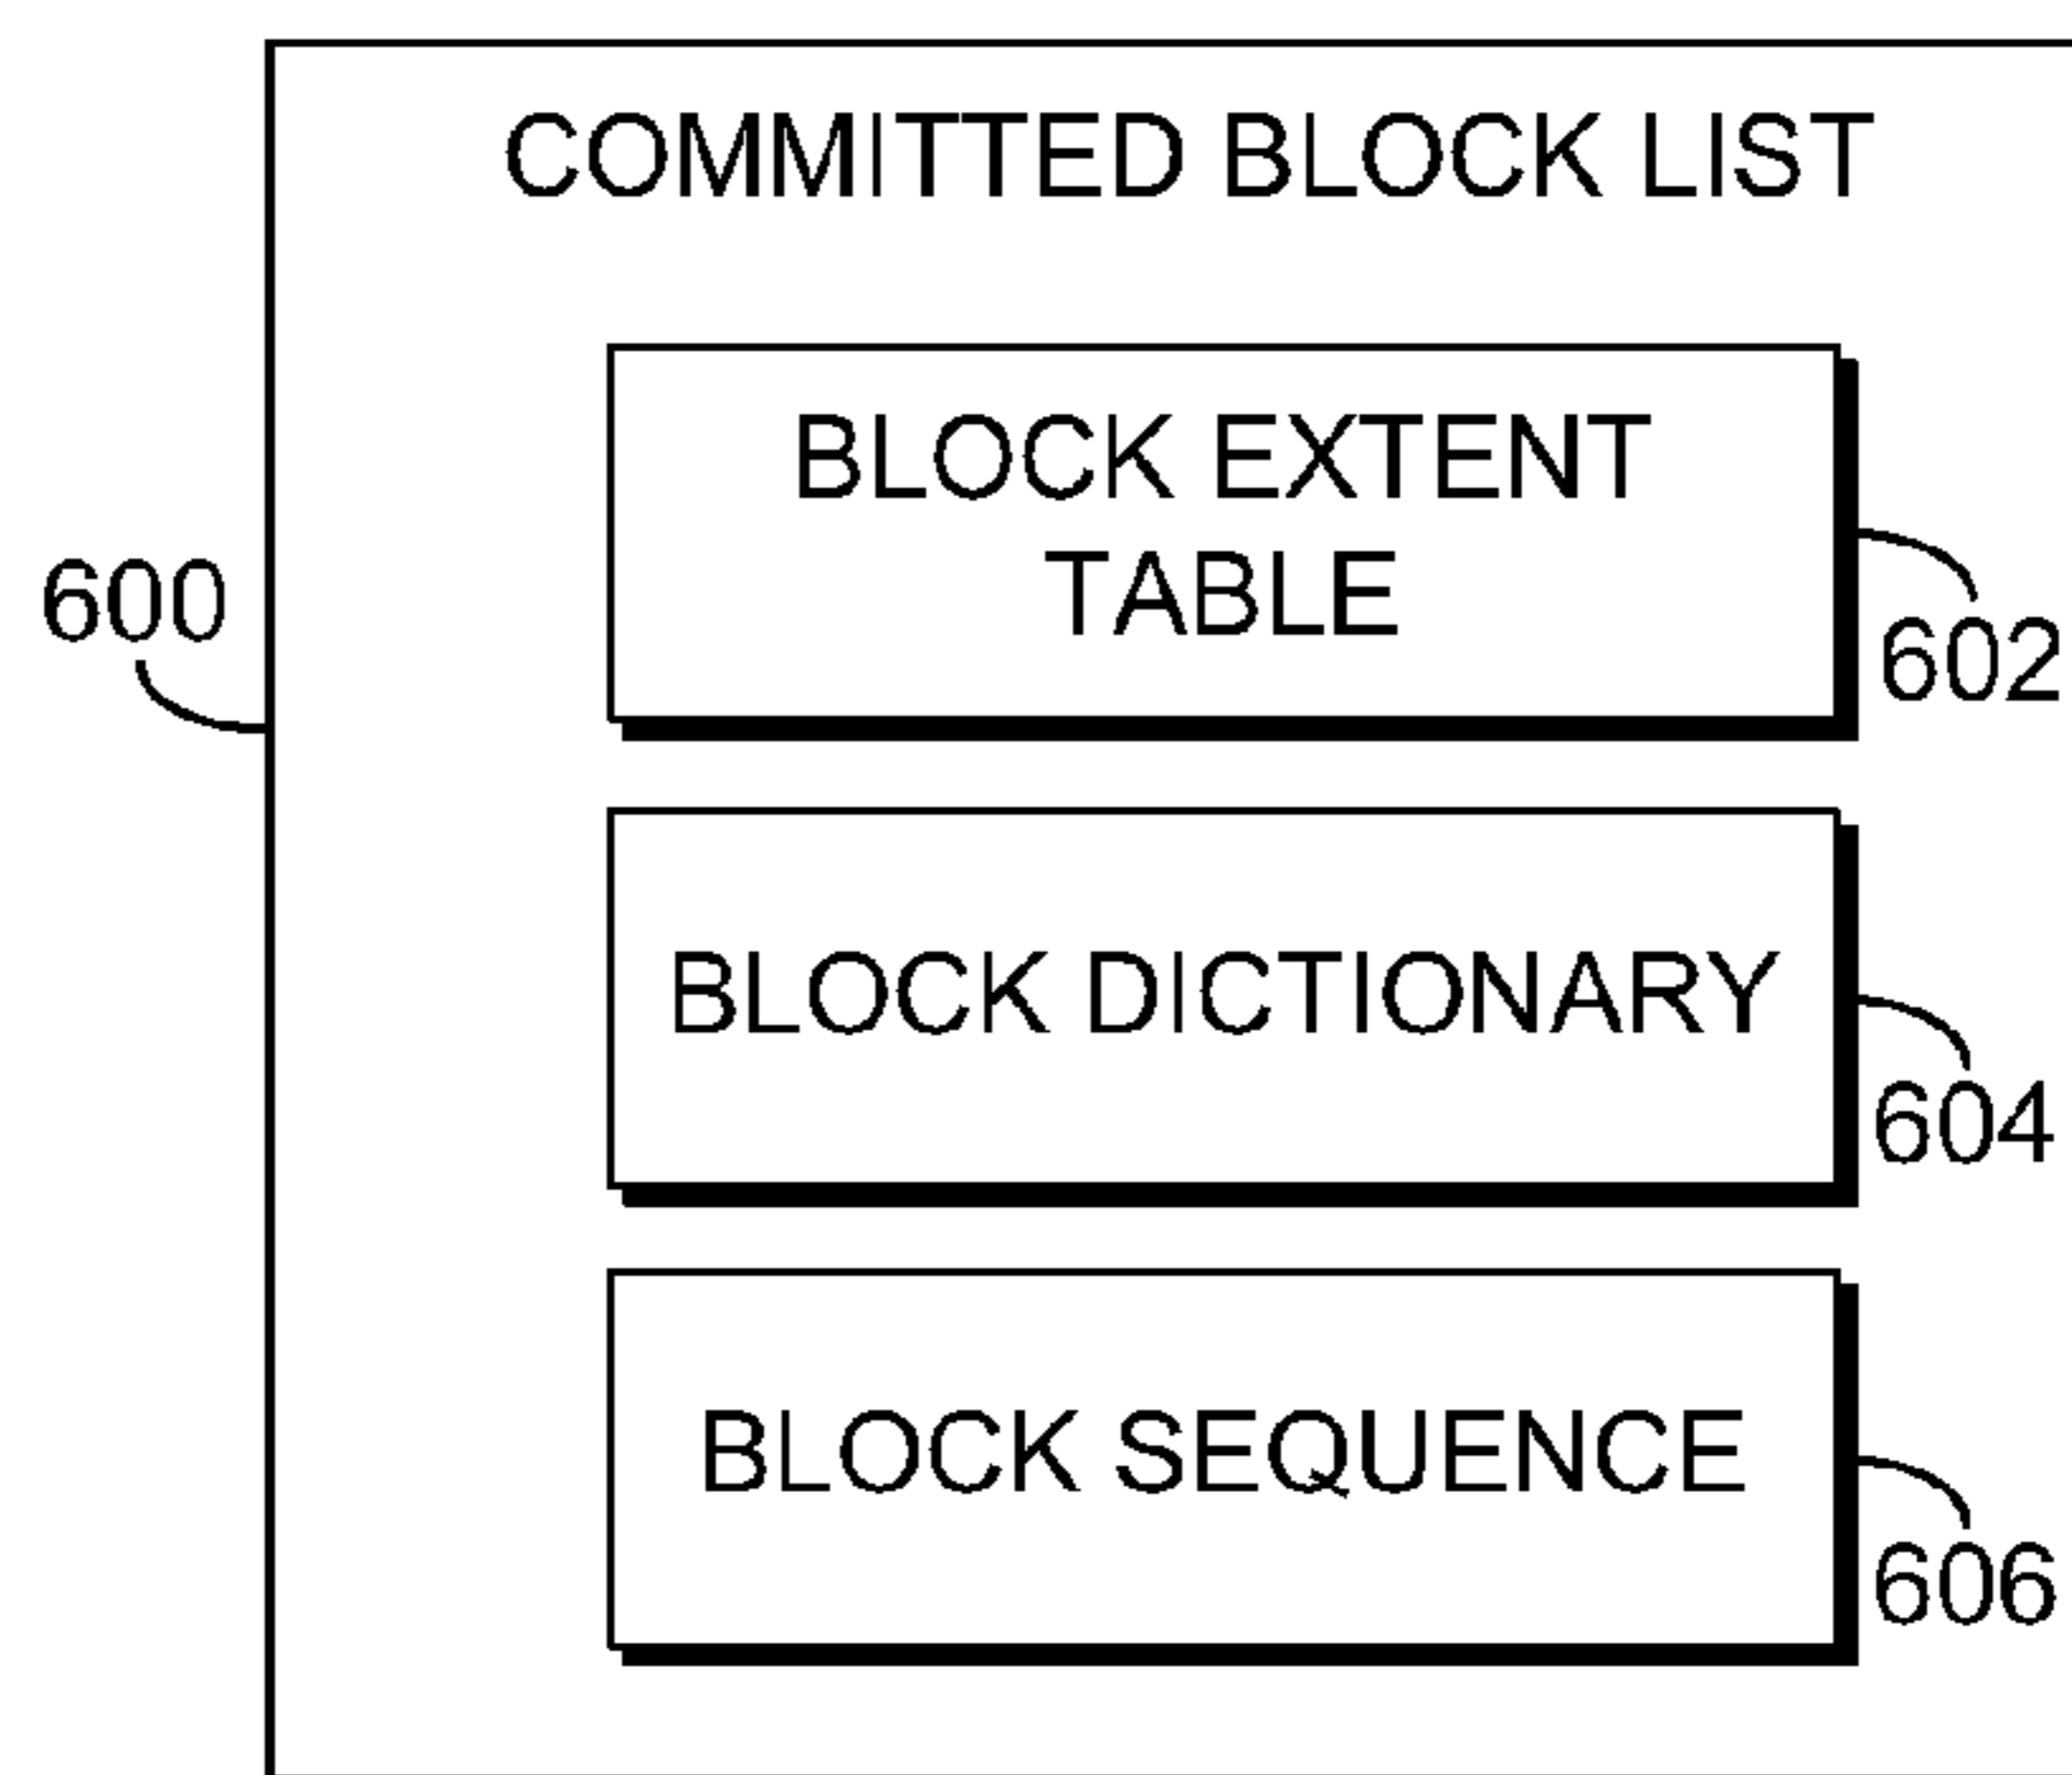 COMMITTED BLOCK LIST
BLOCK EXTENT
TABLE
600
602
BLOCK DICTIONARY
604
BLOCK SEQUENCE
606